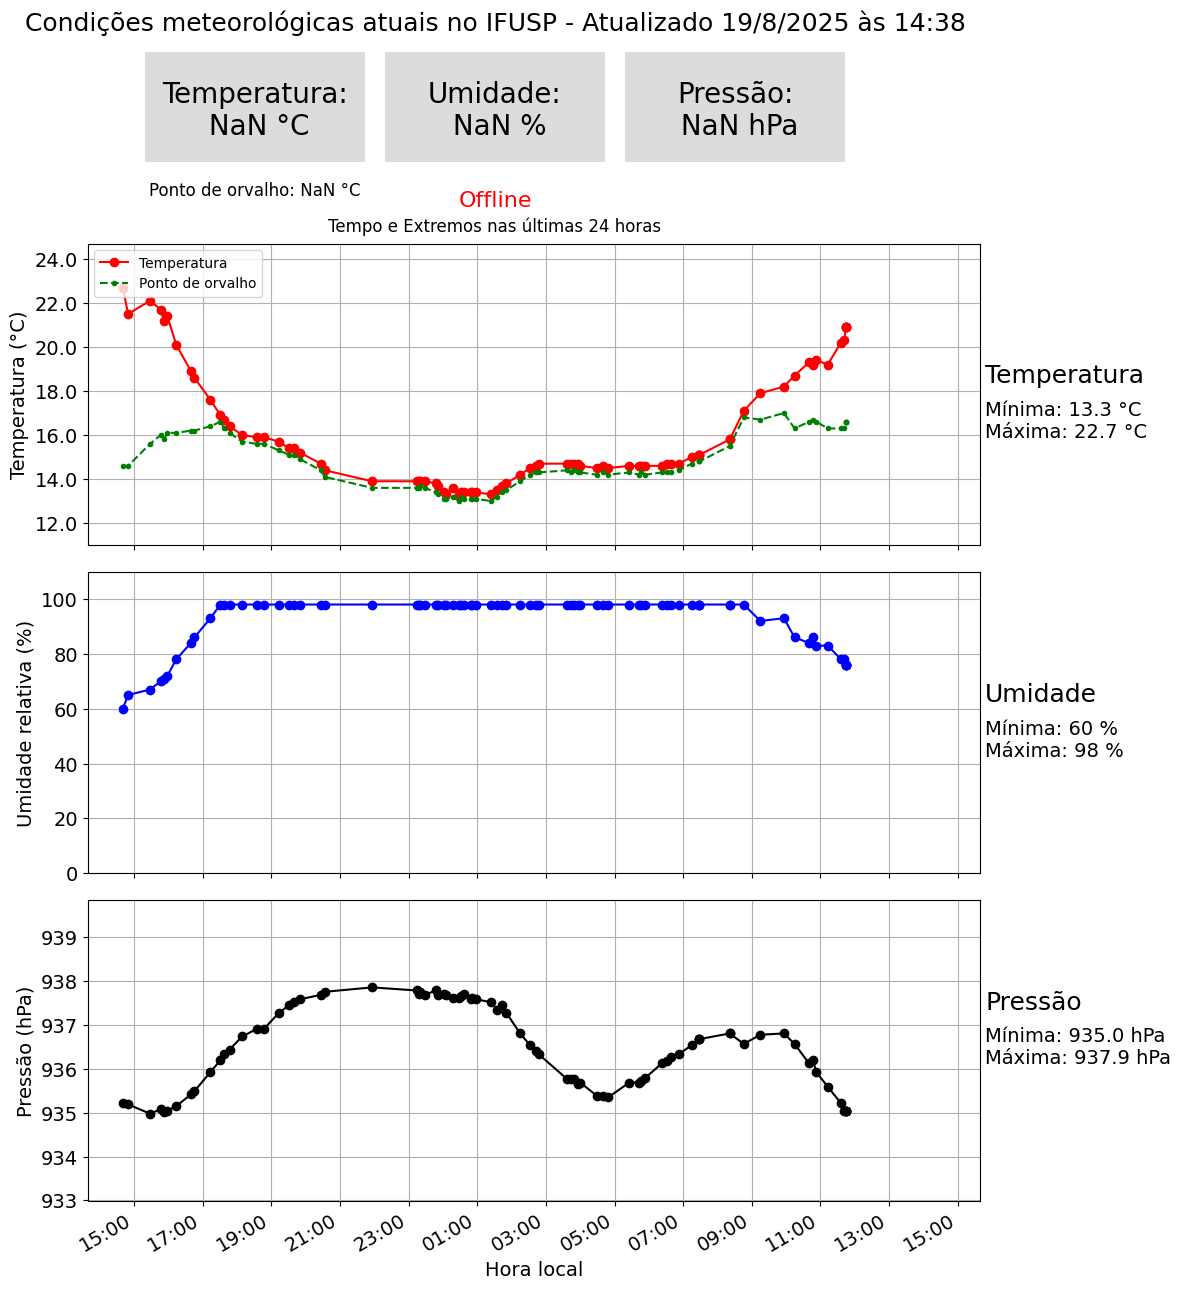 Condições meteorológicas atuais no IFUSP - Atualizado 19/8/2025 às 14:38
Temperatura:
NaN °C
Umidade:
NaN %
Pressão:
NaN hPa
Ponto de orvalho: NaN °C
Offline
Tempo e Extremos nas últimas 24 horas
Temperatura (°C)
24.0
22.0
20.0
18.0
16.0
14.0
12.0
Temperatura
Ponto de orvalho
Temperatura
Mínima: 13.3 °C
Máxima: 22.7 °C
Umidade relativa (%)
100
80
60
40
20
0
Umidade
Mínima: 60 %
Máxima: 98 %
Pressão (hPa)
939
938
937
936
935
934
933
Pressão
Mínima: 935.0 hPa
Máxima: 937.9 hPa
15:00 17:00 19:00 21:00 23:00 01:00 03:00 05:00 07:00 09:00 11:00 13:00 15:00
Hora local